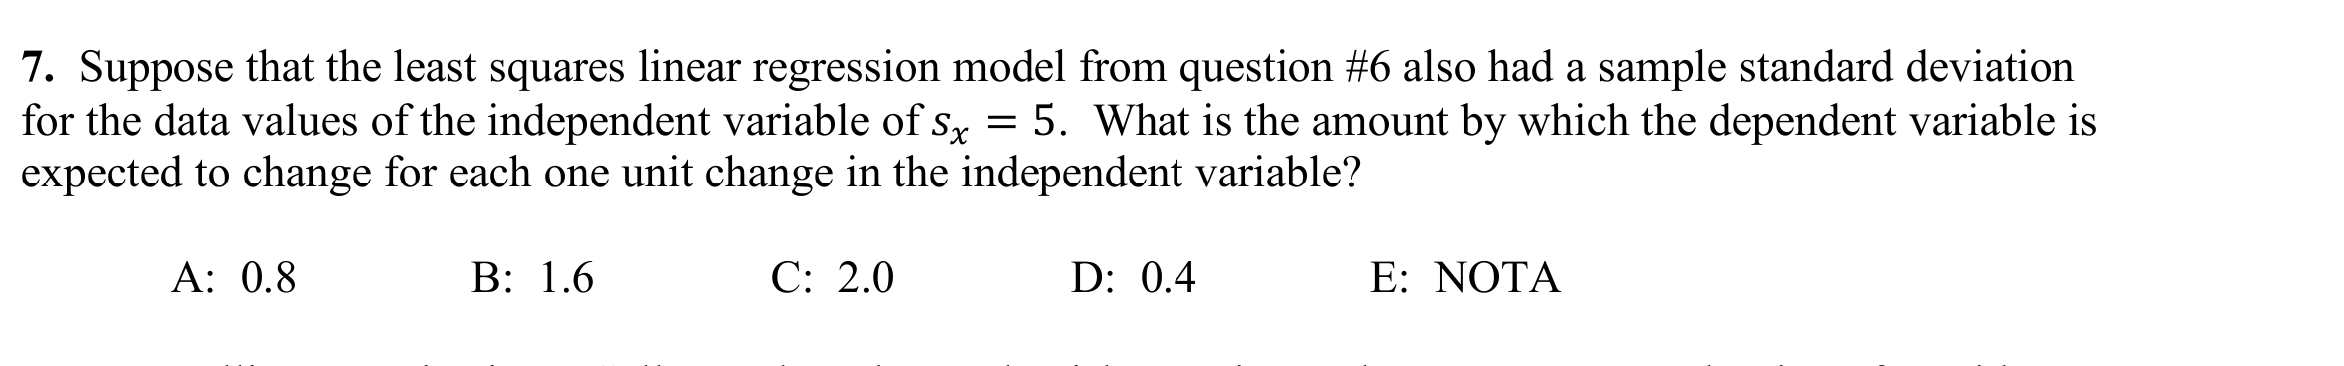 7. Suppose that the least squares linear regression model from question #6 also had a sample standard deviation
for the data values of the independent variable of sₓ = 5. What is the amount by which the dependent variable is
expected to change for each one unit change in the independent variable?
A: 0.8 B: 1.6 C: 2.0 D: 0.4 E: NOTA